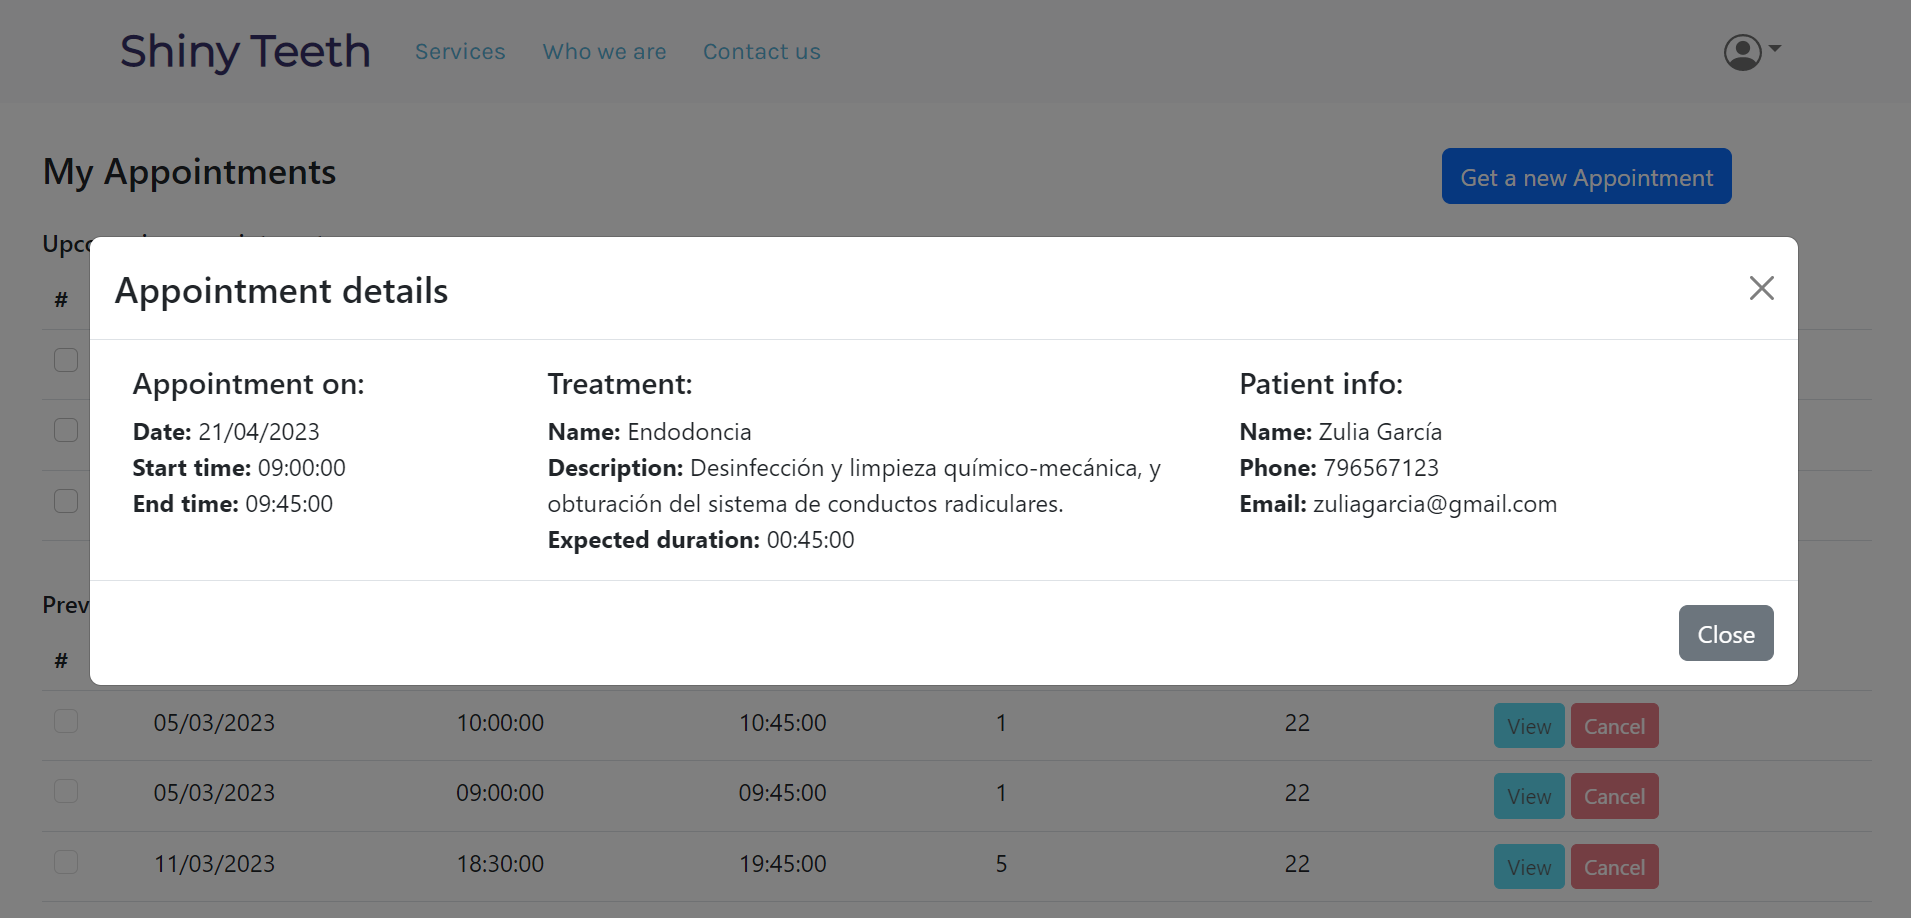 Shiny Teeth Services Who we are Contact us
My Appointments Get a new Appointment
Appointment details
#
Appointment on: Treatment: Patient info:
Date: 21/04/2023 Name: Endodoncia Name: Zulia García
Start time: 09:00:00 Description: Desinfección y limpieza químico-mecánica, y Phone: 796567123
End time: 09:45:00 obturación del sistema de conductos radiculares. Email: zuliagarcia@gmail.com
Expected duration: 00:45:00
Close
#
05/03/2023 10:00:00 10:45:00 1 22 View Cancel
05/03/2023 09:00:00 09:45:00 1 22 View Cancel
11/03/2023 18:30:00 19:45:00 5 22 View Cancel